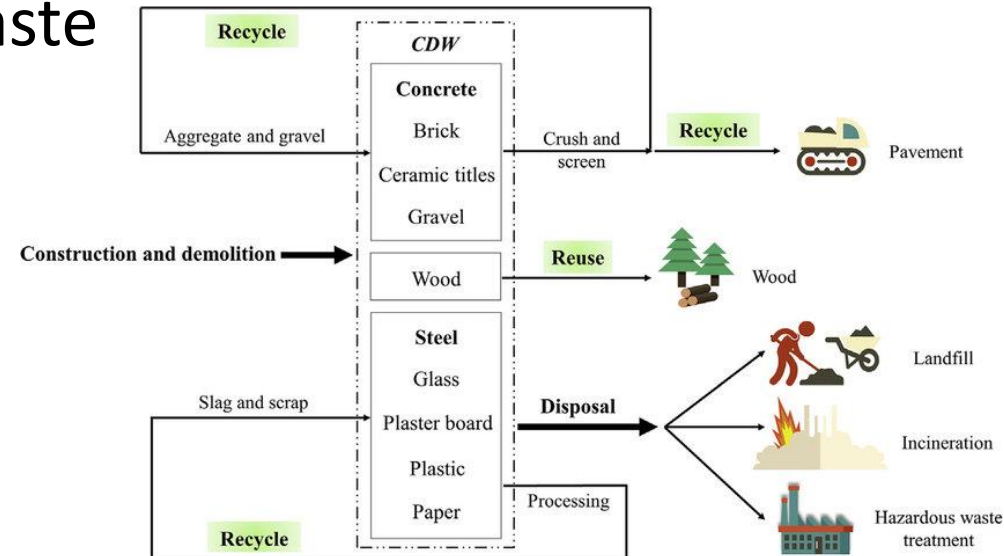 aste
Recycle
CDW
Concrete
Brick
Ceramic titles
Gravel
Aggregate and gravel
Crush and
screen
Recycle
Pavement
Construction and demolition
Wood
Reuse
Wood
Steel
Glass
Plaster board
Plastic
Paper
Slag and scrap
Disposal
Landfill
Incineration
Hazardous waste
treatment
Processing
Recycle